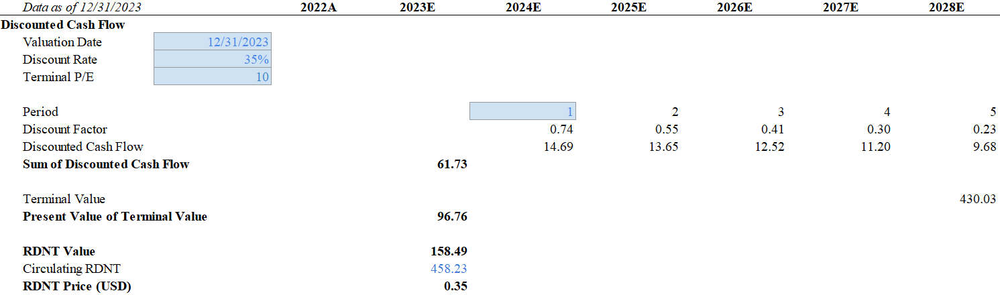 Data as of 12/31/2023 2022A 2023E 2024E 2025E 2026E 2027E 2028E
Discounted Cash Flow
Valuation Date 12/31/2023
Discount Rate 35%
Terminal P/E 10
Period 1 2 3 4 5
Discount Factor 0.74 0.55 0.41 0.30 0.23
Discounted Cash Flow 14.69 13.65 12.52 11.20 9.68
Sum of Discounted Cash Flow 61.73
Terminal Value 430.03
Present Value of Terminal Value 96.76
RDNT Value 158.49
Circulating RDNT 458.23
RDNT Price (USD) 0.35